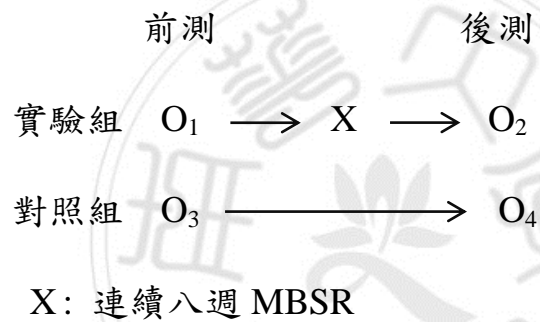 前測 後測
實驗組 O₁ → X → O₂
對照組 O₃ → O₄
X: 連續八週 MBSR